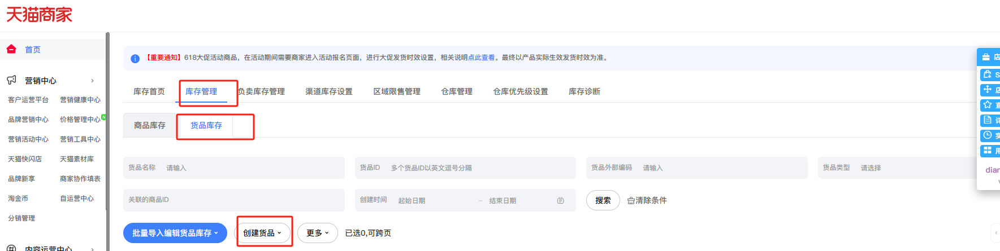 天猫商家
首页
【重要通知】618大促活动商品，在活动期间需要商家进入活动报名页面，进行大促发货时效设置，相关说明点此查看。最终以产品实际生效发货时效为准。
营销中心
客户运营平台 营销健康中心
品牌营销中心 价格管理中心 N
营销活动中心 营销工具中心
天猫快闪店 天猫素材库
品牌新享 商家协作填表
淘金币 自运营中心
分销管理
内容运营中心
库存首页 库存管理 负卖库存管理 渠道库存设置 区域限售管理 仓库管理 仓库优先级设置 库存诊断
商品库存 货品库存
货品名称 请输入 货品ID 多个货品ID以英文逗号分隔 货品外部编码 请输入 货品类型 请选择
关联的商品ID 创建时间 起始日期 – 结束日期 搜索 清除条件
批量导入编辑货品库存 创建货品 更多 已选0,可跨页
店
S
店
dian